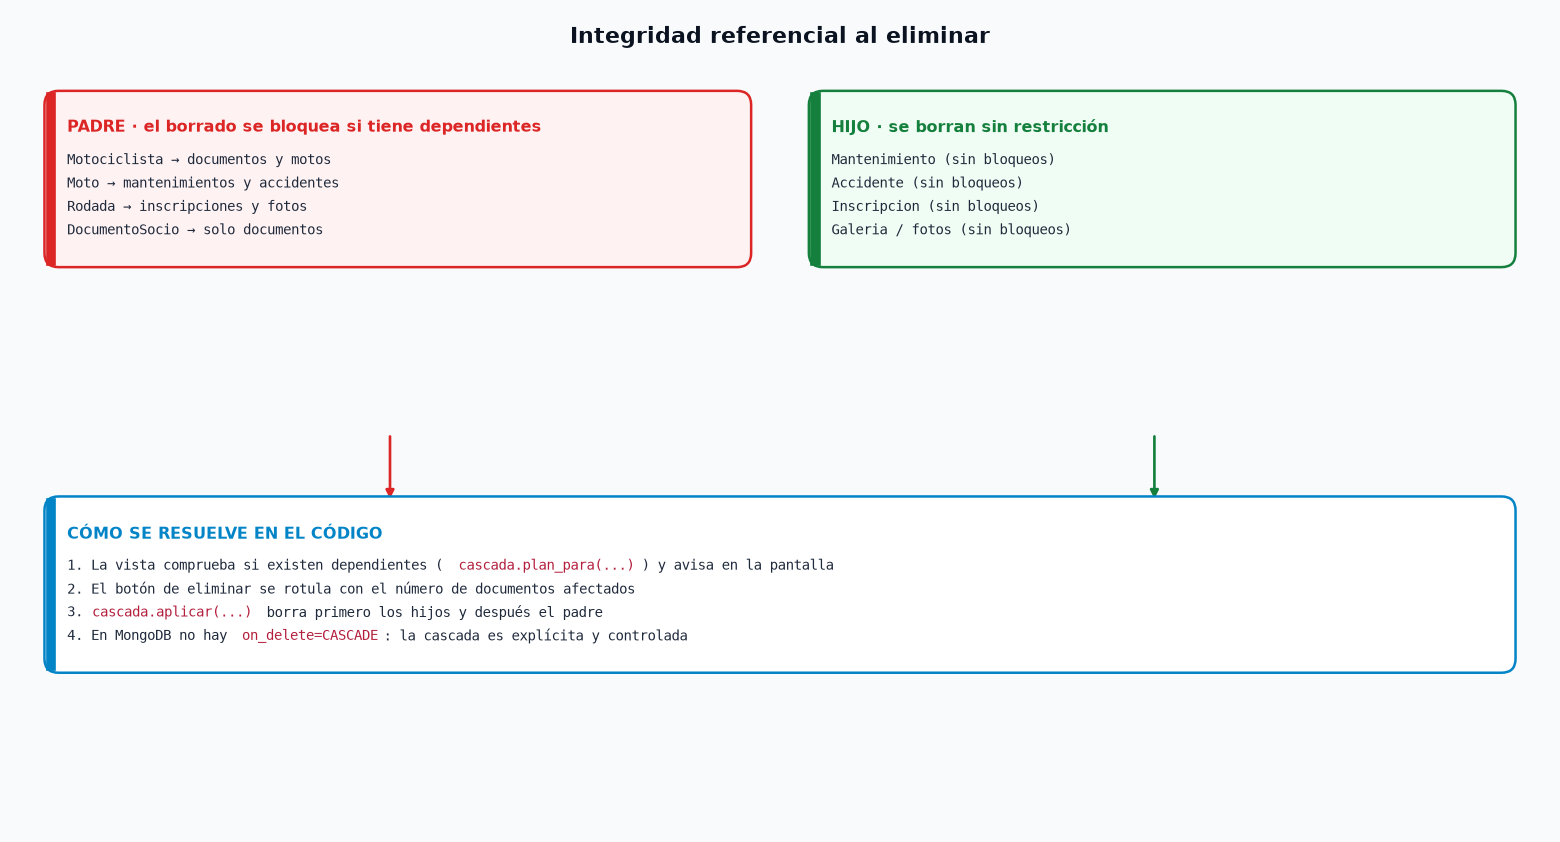 Integridad referencial al eliminar
PADRE · el borrado se bloquea si tiene dependientes
Motociclista → documentos y motos
Moto → mantenimientos y accidentes
Rodada → inscripciones y fotos
DocumentoSocio → solo documentos
HIJO · se borran sin restricción
Mantenimiento (sin bloqueos)
Accidente (sin bloqueos)
Inscripcion (sin bloqueos)
Galeria / fotos (sin bloqueos)
CÓMO SE RESUELVE EN EL CÓDIGO
1. La vista comprueba si existen dependientes ( cascada.plan_para(...) ) y avisa en la pantalla
2. El botón de eliminar se rotula con el número de documentos afectados
3. cascada.aplicar(...) borra primero los hijos y después el padre
4. En MongoDB no hay on_delete=CASCADE : la cascada es explícita y controlada